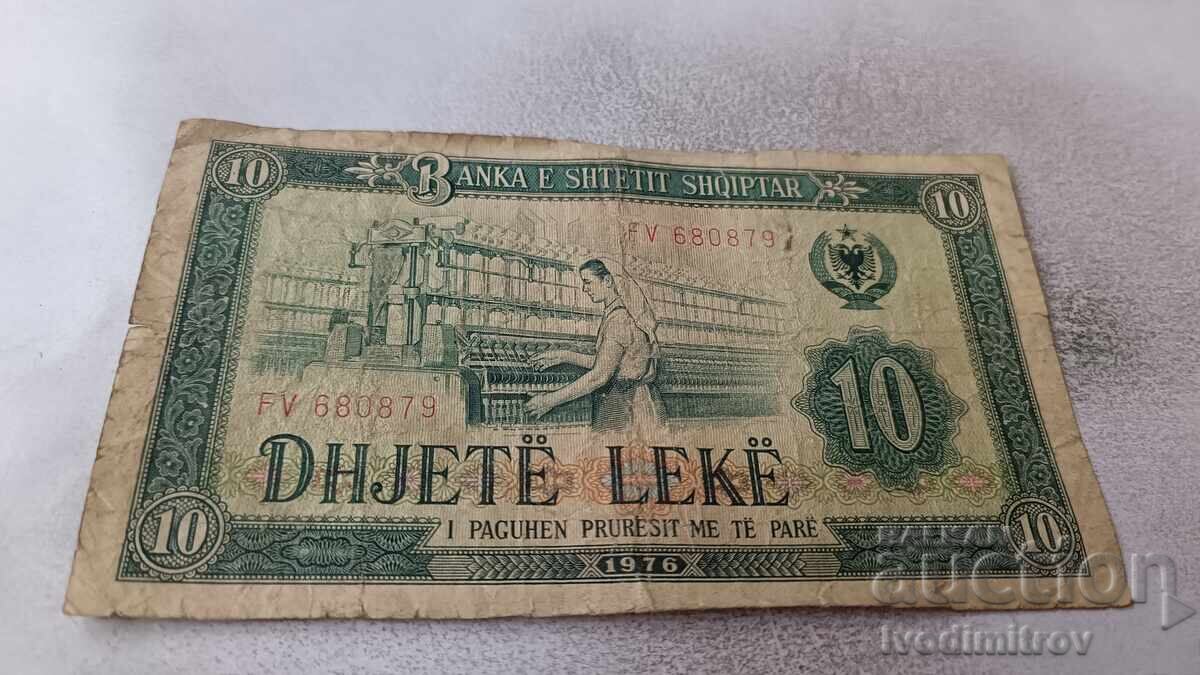 10 BANKA E SHTETIT SHQIPTAR 10
FV 680879
10
FV 680879
DHJETË LEKË
I PAGUHEN PRURËSIT ME TË PARË
10 1976 10
BALKAN
auction
Ivodimitrov